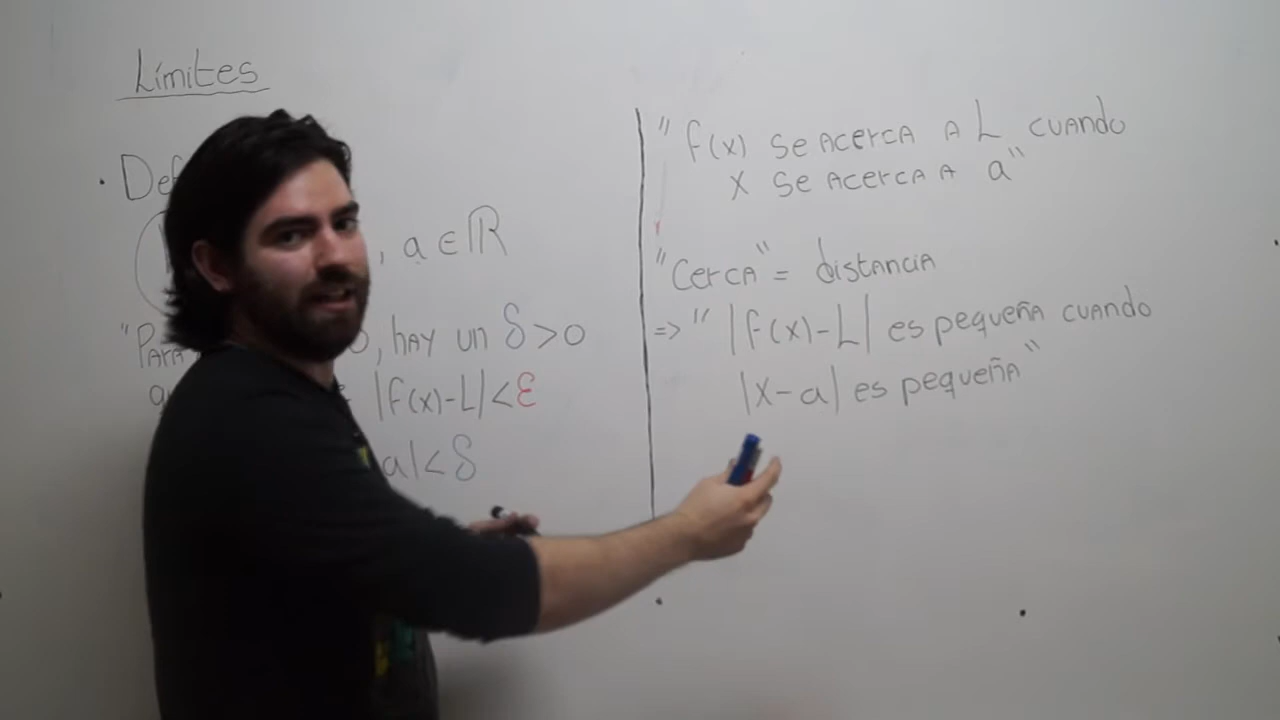 Límites
• Def
, a ∈ ℝ
"Para , hay un δ > 0
|f(x)-L| < ε
a| < δ
" f(x) se acerca a L cuando
x se acerca a a"
"Cerca" = distancia
=> " |f(x)-L| es pequeña cuando
|x-a| es pequeña"